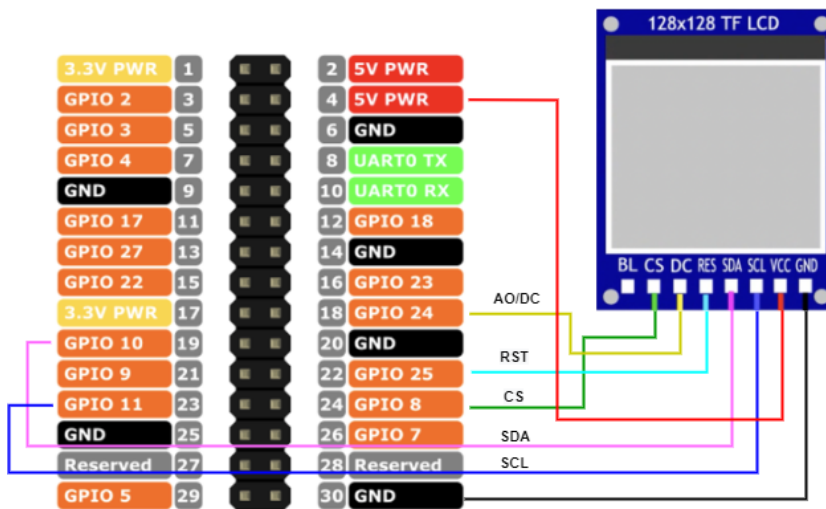 128x128 TF LCD
3.3V PWR 1 2 5V PWR
GPIO 2 3 4 5V PWR
GPIO 3 5 6 GND
GPIO 4 7 8 UART0 TX
GND 9 10 UART0 RX
GPIO 17 11 12 GPIO 18
GPIO 27 13 14 GND
GPIO 22 15 16 GPIO 23
3.3V PWR 17 18 GPIO 24
GPIO 10 19 20 GND
GPIO 9 21 22 GPIO 25
GPIO 11 23 24 GPIO 8
GND 25 26 GPIO 7
Reserved 27 28 Reserved
GPIO 5 29 30 GND
BL CS DC RES SDA SCL VCC GND
AO/DC
RST
CS
SDA
SCL